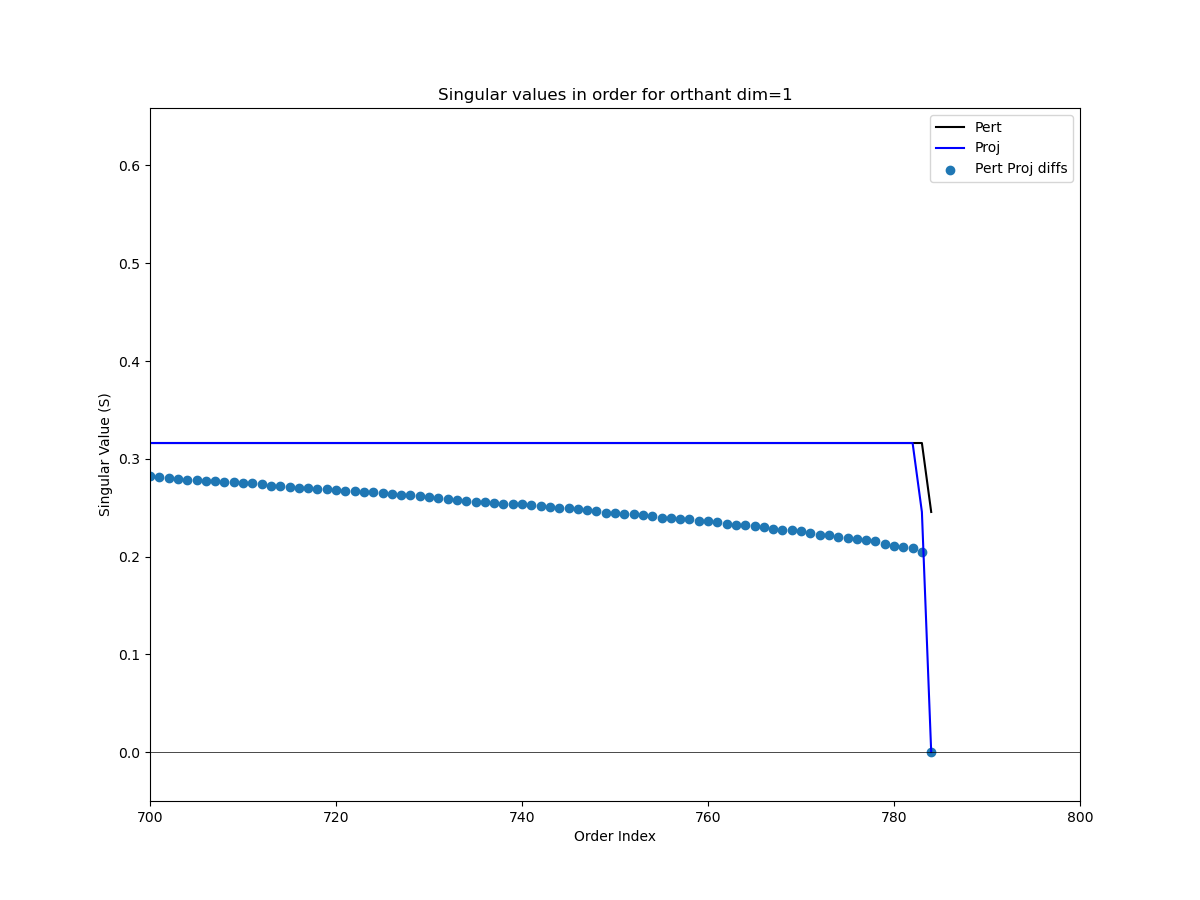 Singular values in order for orthant dim=1
Pert
Proj
Pert Proj diffs
Singular Value (S)
0.6
0.5
0.4
0.3
0.2
0.1
0.0
700 720 740 760 780 800
Order Index